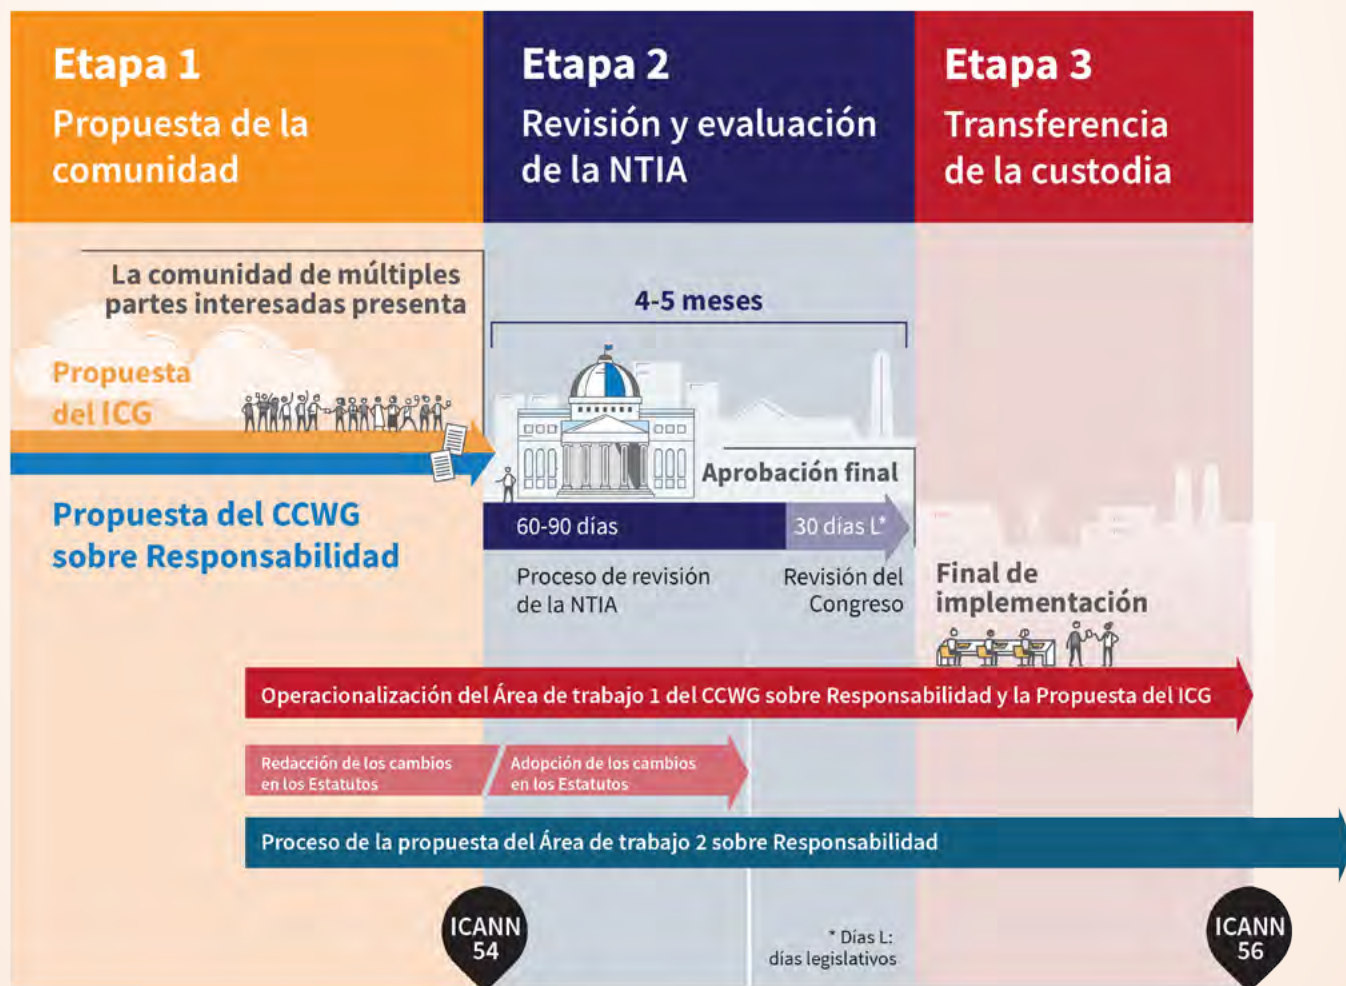 Etapa 1
Propuesta de la
comunidad
Etapa 2
Revisión y evaluación
de la NTIA
Etapa 3
Transferencia
de la custodia
La comunidad de múltiples
partes interesadas presenta
Propuesta
del ICG
Propuesta del CCWG
sobre Responsabilidad
4-5 meses
Aprobación final
60-90 días
30 días L*
Proceso de revisión
de la NTIA
Revisión del
Congreso
Final de
implementación
Operacionalización del Área de trabajo 1 del CCWG sobre Responsabilidad y la Propuesta del ICG
Redacción de los cambios
en los Estatutos
Adopción de los cambios
en los Estatutos
Proceso de la propuesta del Área de trabajo 2 sobre Responsabilidad
ICANN
54
* Días L:
días legislativos
ICANN
56